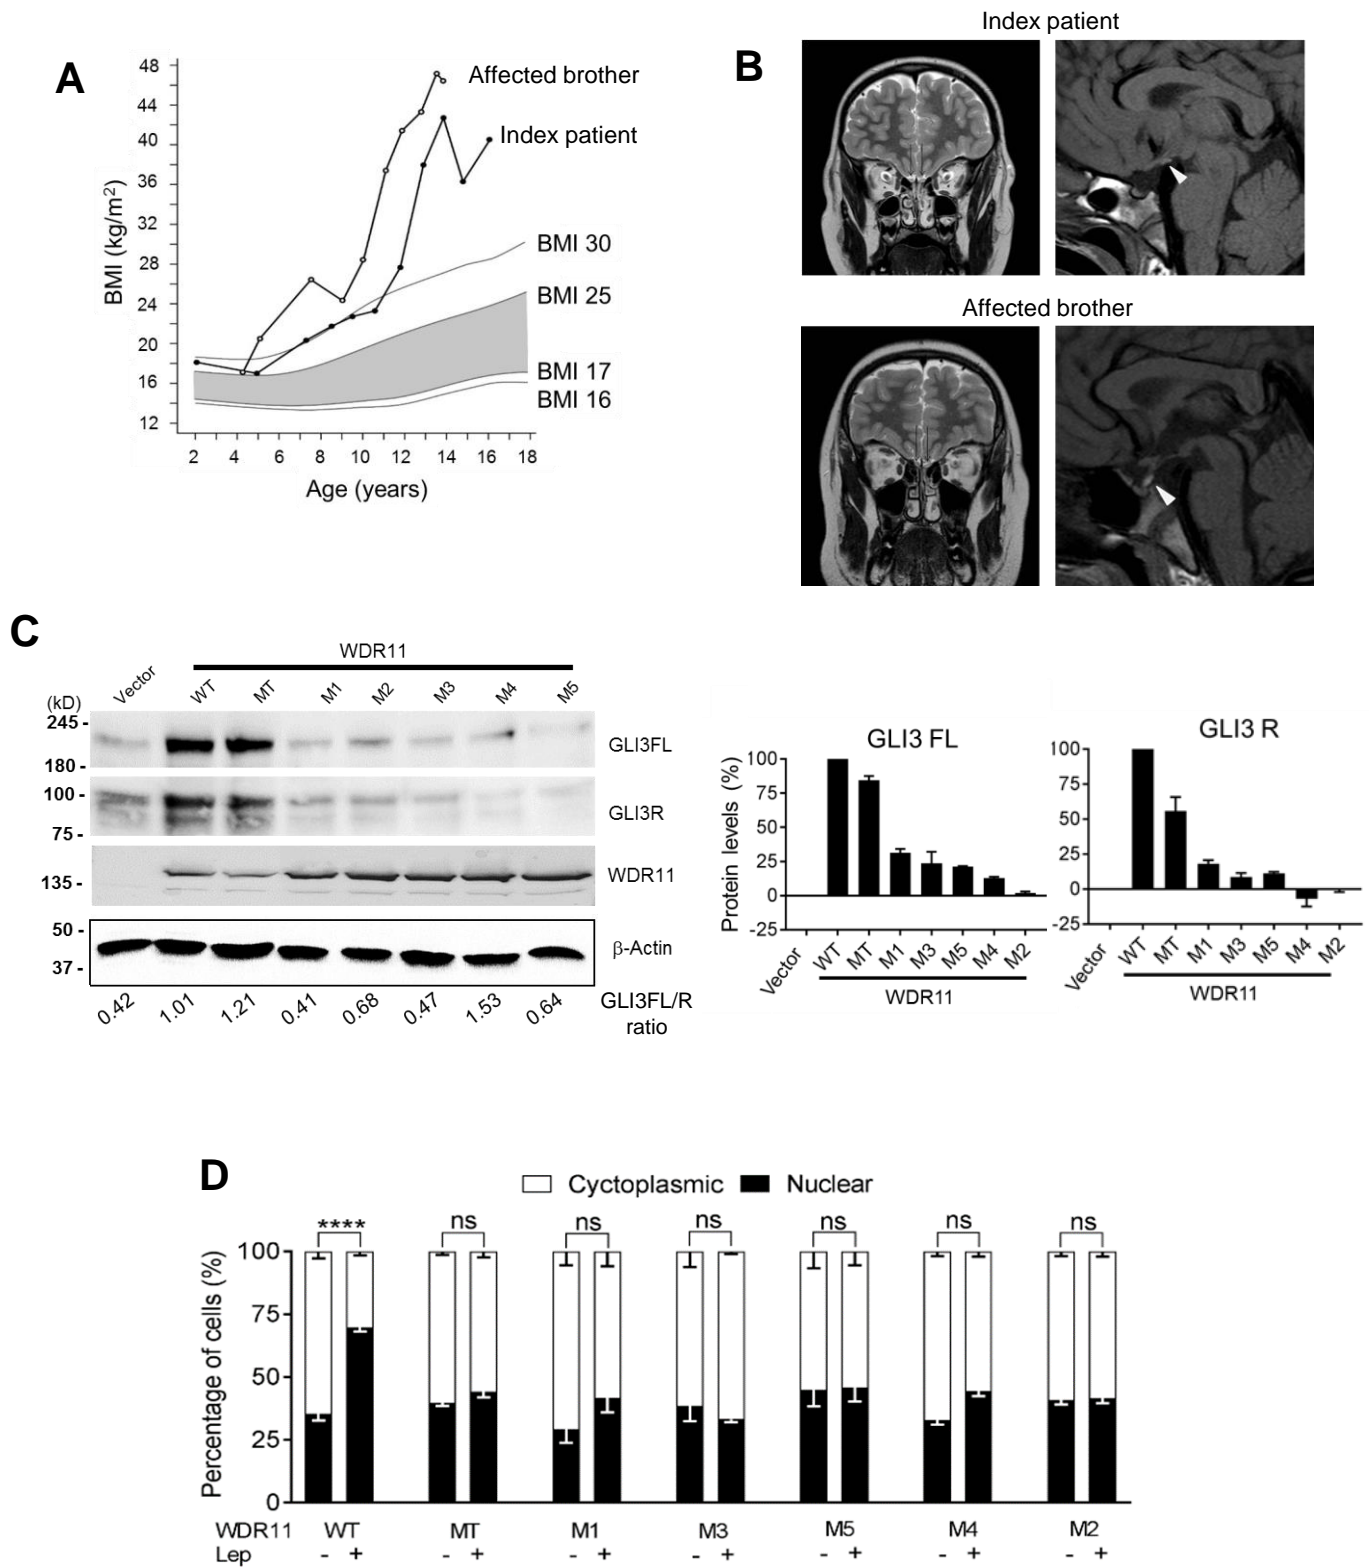 A
48
44
40
36
32
28
24
20
16
12
BMI (kg/m²)
Affected brother
Index patient
BMI 30
BMI 25
BMI 17
BMI 16
2 4 6 8 10 12 14 16 18
Age (years)
B
Index patient
Affected brother
C
WDR11
Vector WT MT M1 M2 M3 M4 M5
(kD)
245 -
180 -
GLI3FL
100 -
75 -
GLI3R
135 -
WDR11
50 -
37 -
β-Actin
0.42 1.01 1.21 0.41 0.68 0.47 1.53 0.64
GLI3FL/R
ratio
GLI3 FL
Protein levels (%)
100
75
50
25
0
-25
Vector WT MT M1 M3 M5 M4 M2
WDR11
GLI3 R
100
75
50
25
0
-25
Vector WT MT M1 M3 M5 M4 M2
WDR11
D
Cyctoplasmic Nuclear
**** ns ns ns ns ns ns
Percentage of cells (%)
100
75
50
25
0
WDR11 WT MT M1 M3 M5 M4 M2
Lep - + - + - + - + - + - + - +